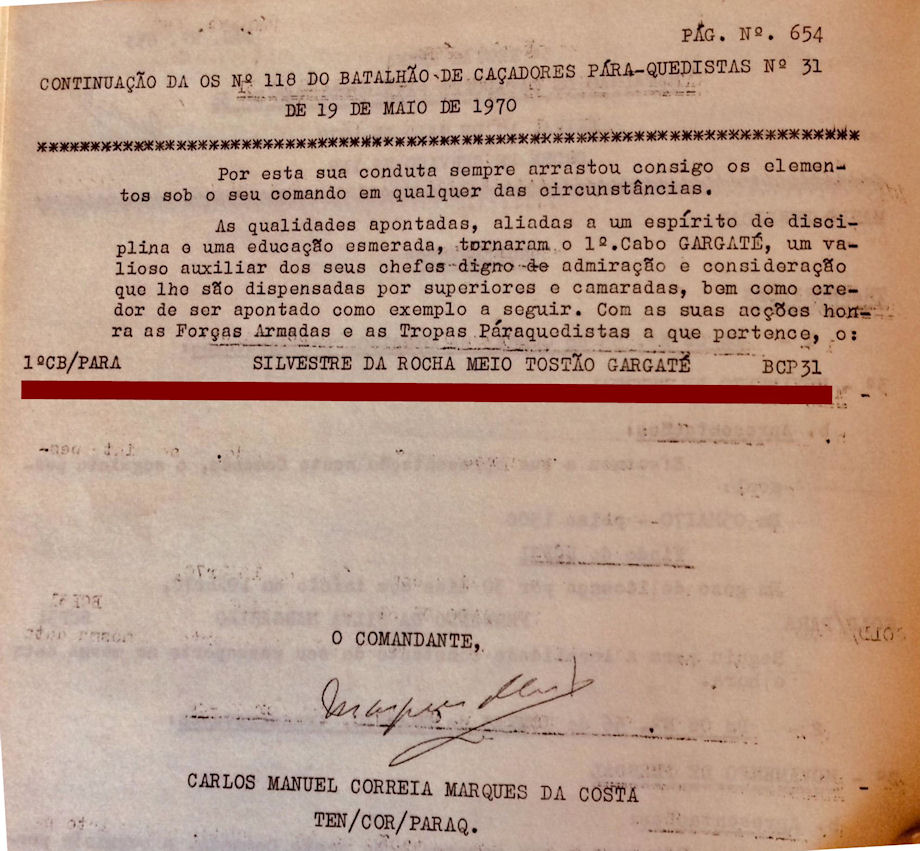 PÁG. Nº. 654
CONTINUAÇÃO DA OS Nº 118 DO BATALHÃO DE CAÇADORES PÁRA-QUEDISTAS Nº 31
DE 19 DE MAIO DE 1970
******************************************************************************
Por esta sua conduta sempre arrastou consigo os elemen-
tos sob o seu comando em qualquer das circunstâncias.
As qualidades apontadas, aliadas a um espírito de disci-
plina e uma educação esmerada, tornaram o 1º.Cabo GARGATÉ, um va-
lioso auxiliar dos seus chefes digno de admiração e consideração
que lhe são dispensadas por superiores e camaradas, bem como cre-
dor de ser apontado como exemplo a seguir. Com as suas acções hon-
ra as Forças Armadas e as Tropas Páraquedistas a que pertence, o:
1ºCB/PARA SILVESTRE DA ROCHA MEIO TOSTÃO GARGATÉ BCP31
O COMANDANTE,
CARLOS MANUEL CORREIA MARQUES DA COSTA
TEN/COR/PARAQ.